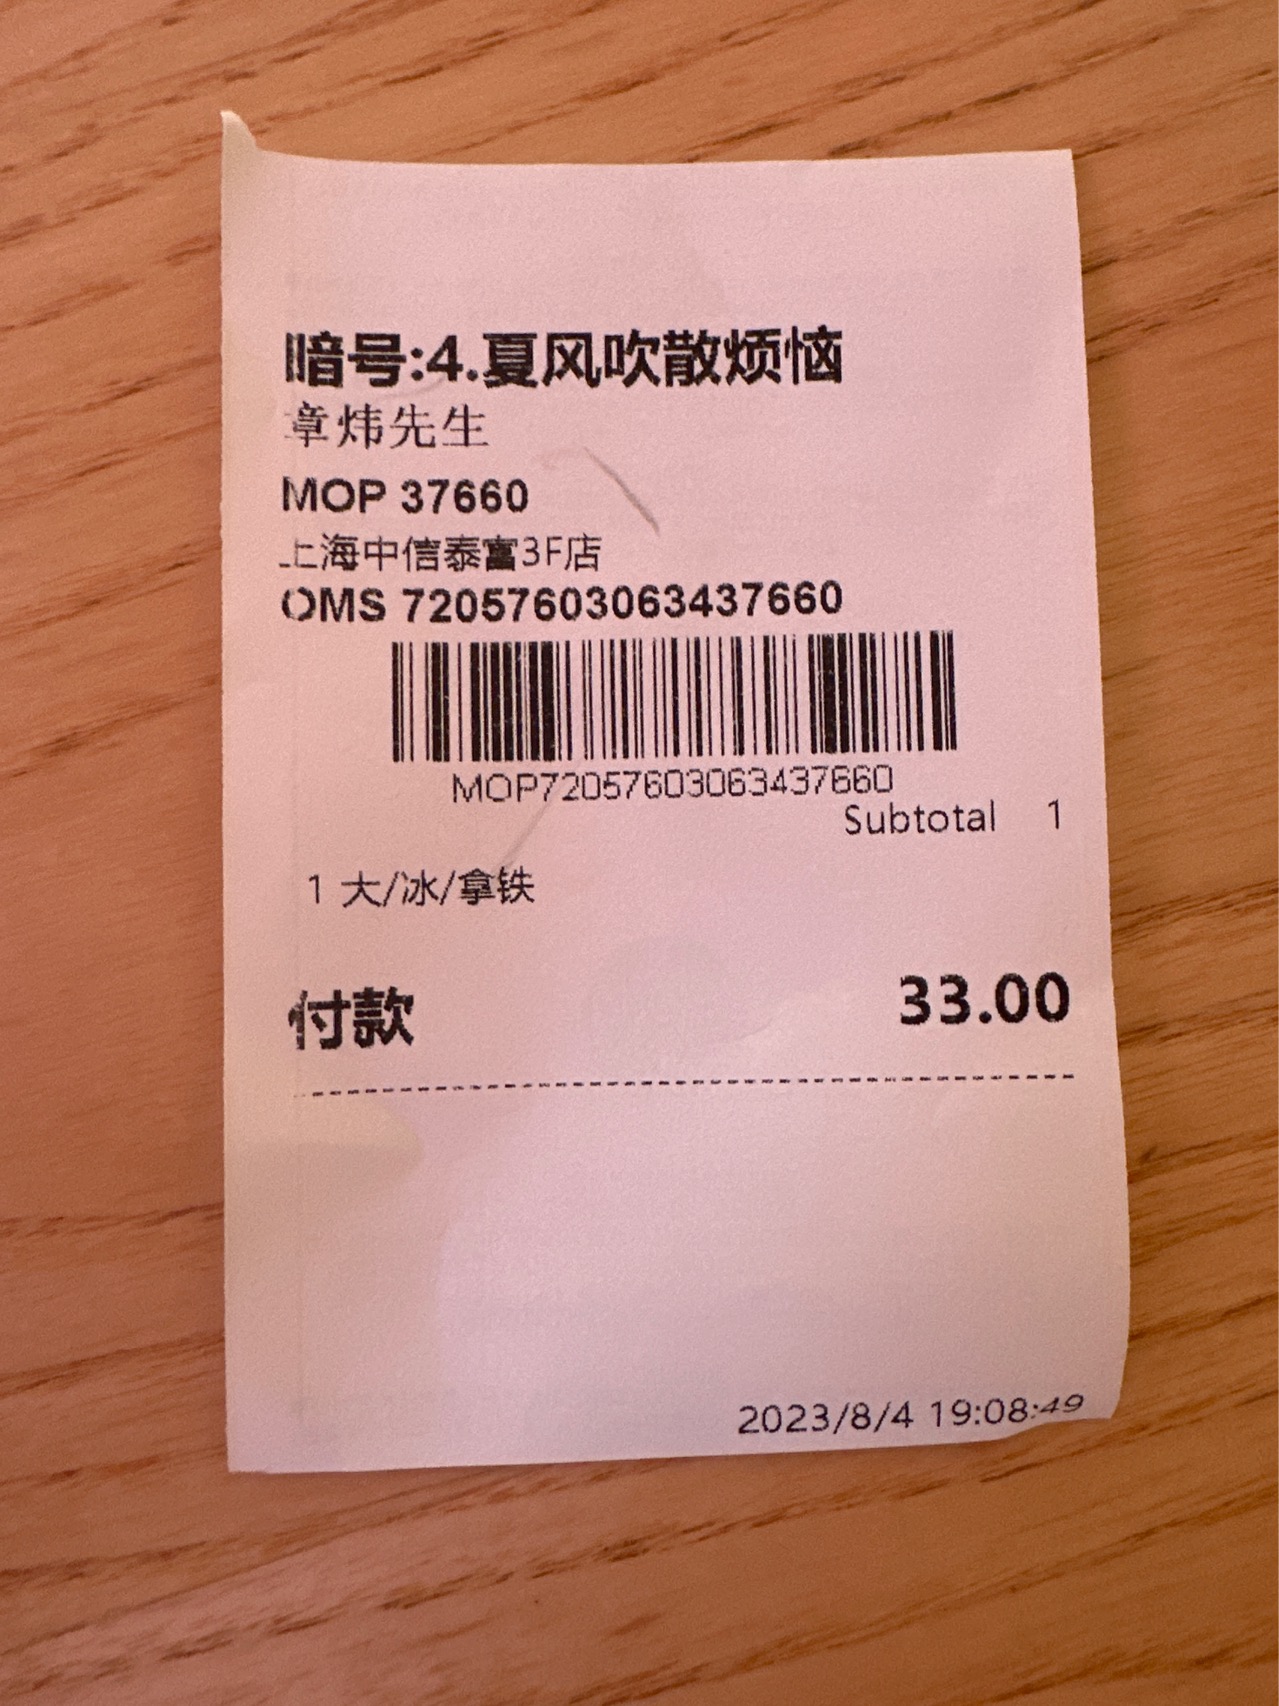 暗号:4.夏风吹散烦恼
章炜先生
MOP 37660
上海中信泰富3F店
OMS 72057603063437660
MOP72057603063437660
Subtotal 1
1 大/冰/拿铁
付款 33.00
2023/8/4 19:08:49